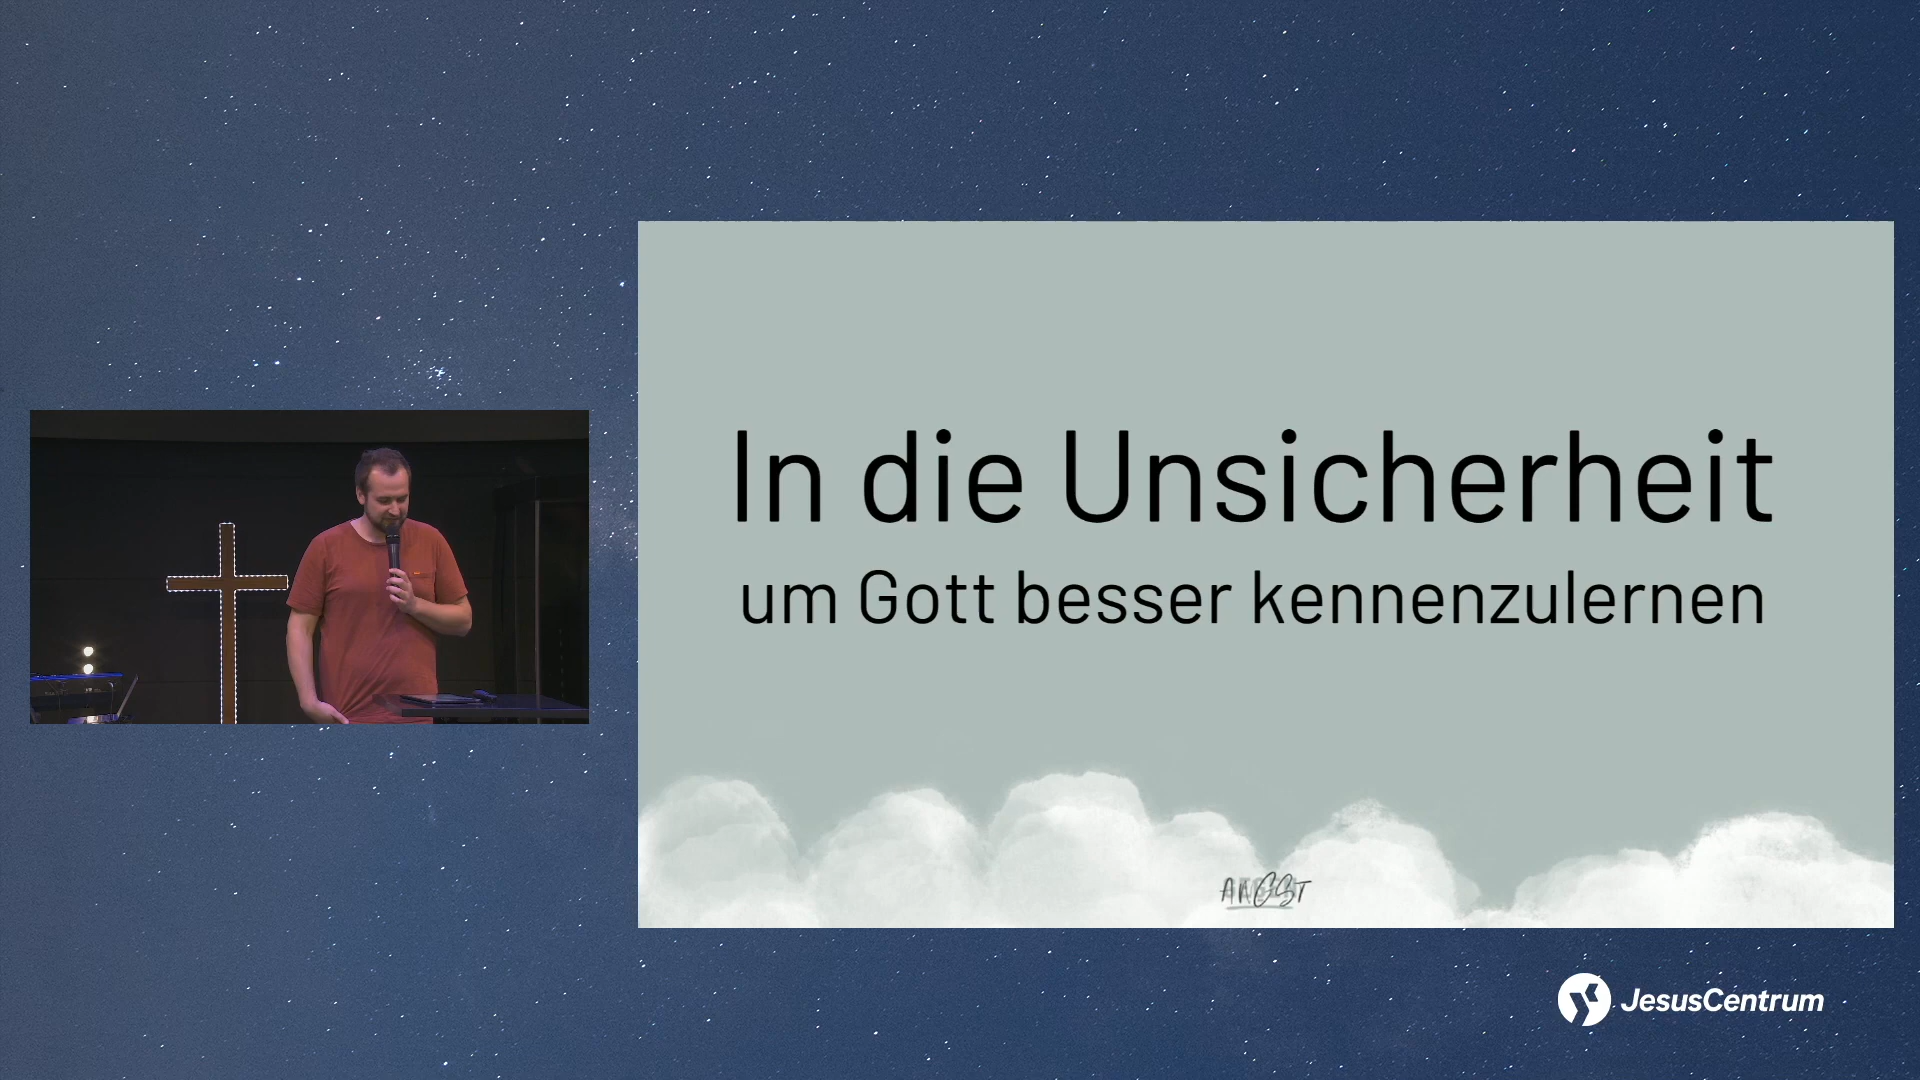 In die Unsicherheit
um Gott besser kennenzulernen
ANGST
JesusCentrum